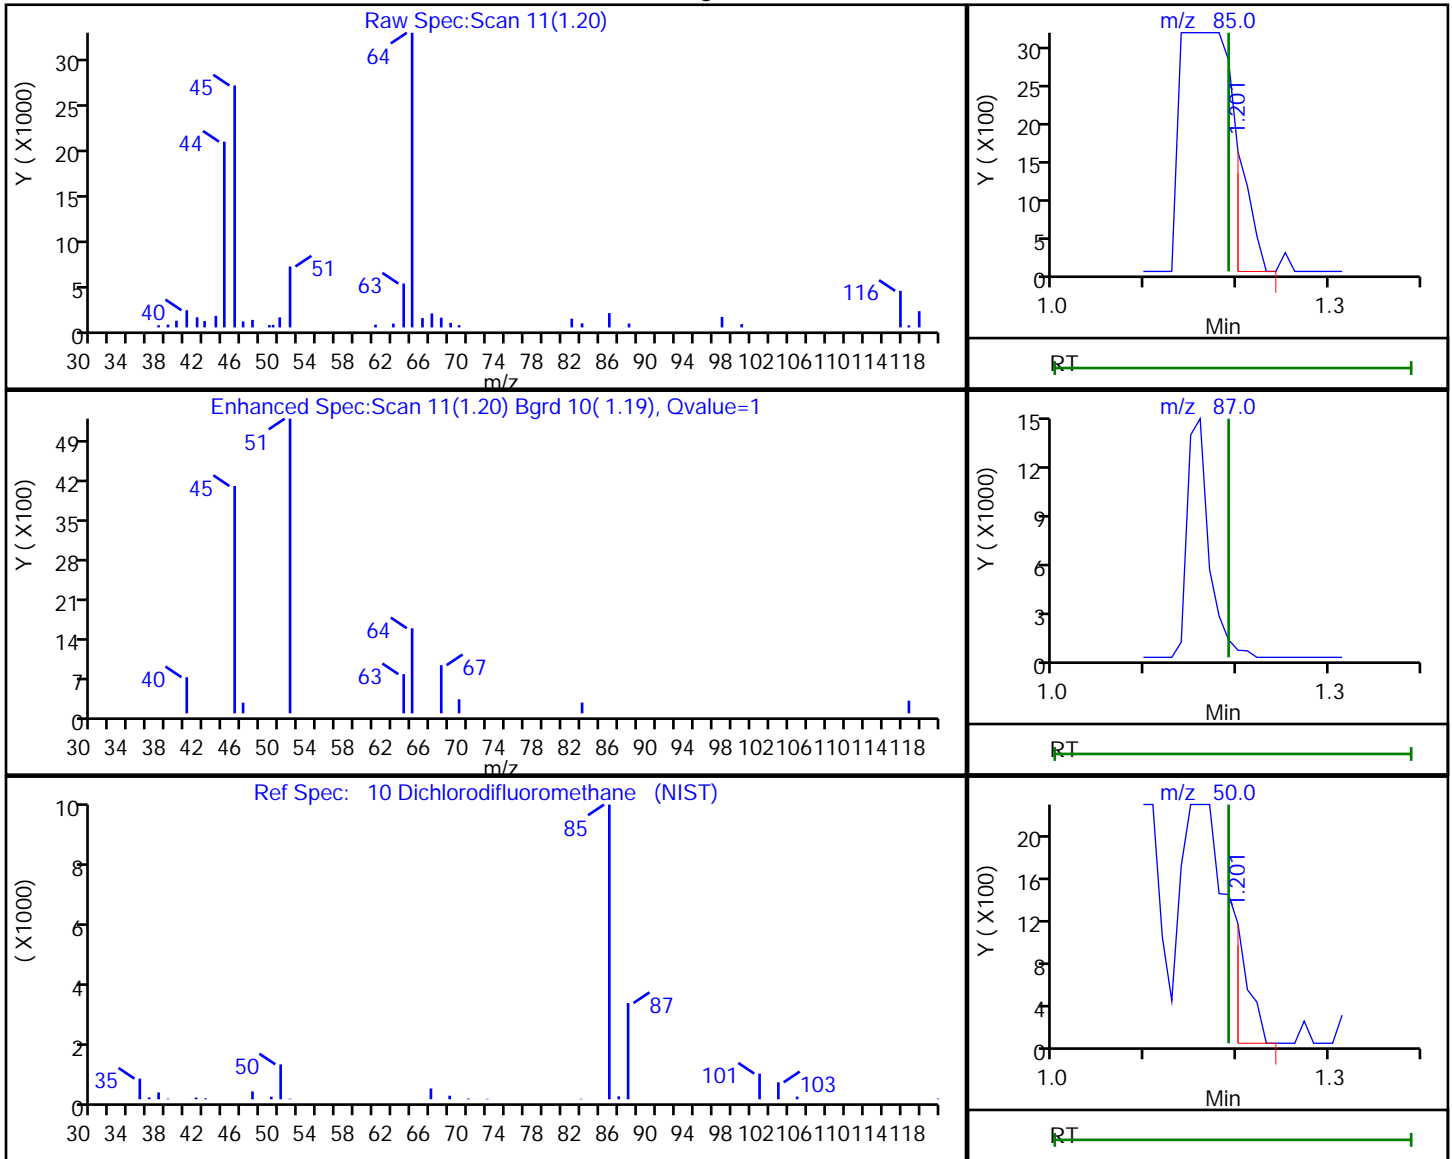 Raw Spec:Scan 11(1.20)
Y ( X1000)
30
25
20
15
10
5
0
64
45
44
51
63
40
116
30 34 38 42 46 50 54 58 62 66 70 74 78 82 86 90 94 98 102 106 110 114 118
m/z
m/z 85.0
Y ( X100)
30
25
20
15
10
5
0
1.201
1.0 1.3
Min
RT
Enhanced Spec:Scan 11(1.20) Bgrd 10( 1.19), Qvalue=1
Y ( X100)
49
42
35
28
21
14
7
0
51
45
64
67
63
40
30 34 38 42 46 50 54 58 62 66 70 74 78 82 86 90 94 98 102 106 110 114 118
m/z
m/z 87.0
Y ( X1000)
15
12
9
6
3
0
1.0 1.3
Min
RT
Ref Spec: 10 Dichlorodifluoromethane (NIST)
( X1000)
10
8
6
4
2
0
85
87
50
35
101
103
30 34 38 42 46 50 54 58 62 66 70 74 78 82 86 90 94 98 102 106 110 114 118
m/z 50.0
Y ( X100)
20
16
12
8
4
0
1.201
1.0 1.3
Min
RT